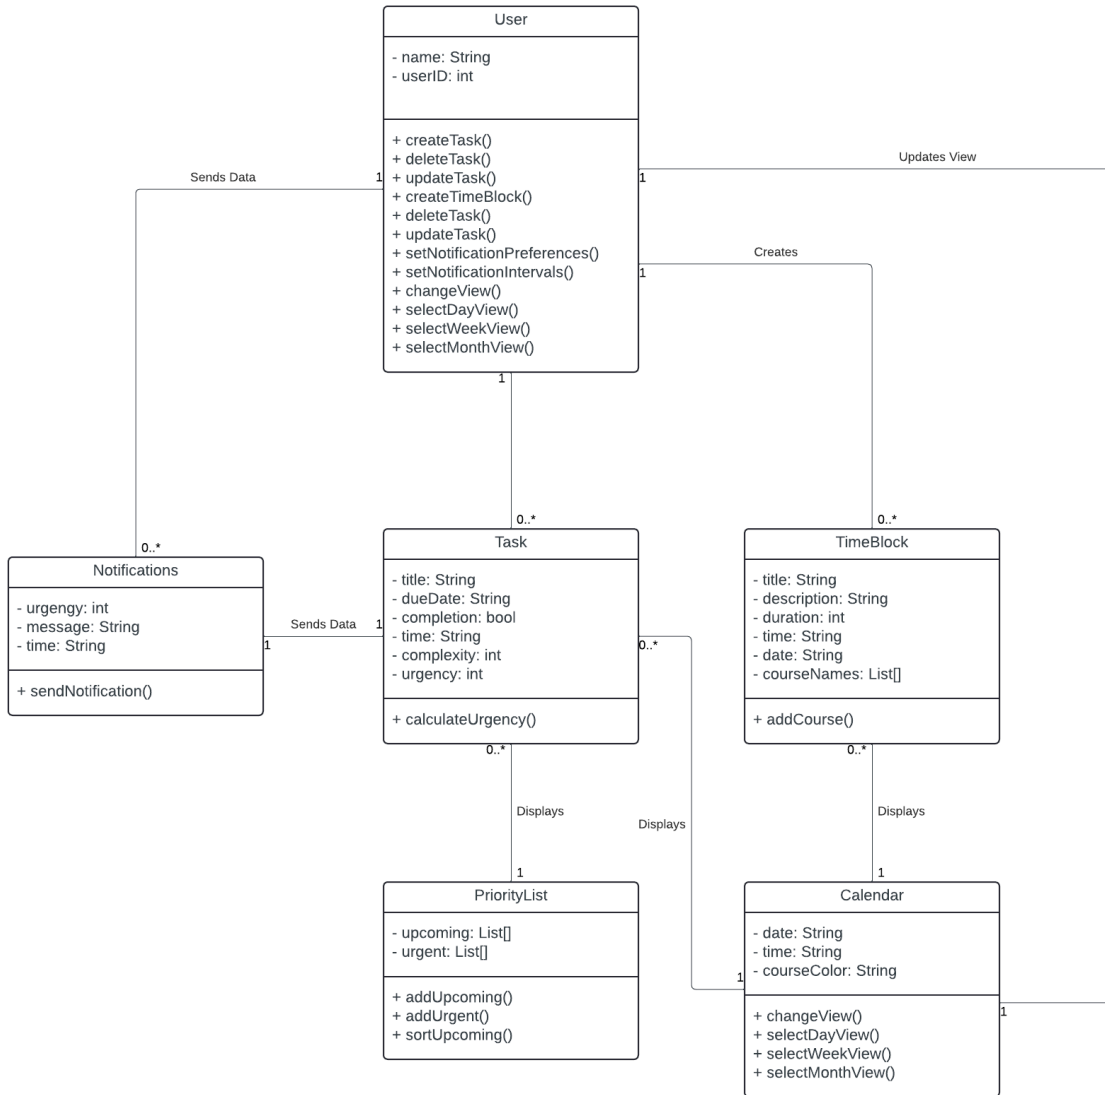 User
- name: String
- userID: int
+ createTask()
+ deleteTask()
+ updateTask()
+ createTimeBlock()
+ deleteTask()
+ updateTask()
+ setNotificationPreferences()
+ setNotificationIntervals()
+ changeView()
+ selectDayView()
+ selectWeekView()
+ selectMonthView()
Sends Data
1
Updates View
1
Creates
1
1
0..*
0..*
0..*
Notifications
- urgengy: int
- message: String
- time: String
+ sendNotification()
Sends Data
1
1
Task
- title: String
- dueDate: String
- completion: bool
- time: String
- complexity: int
- urgency: int
+ calculateUrgency()
0..*
TimeBlock
- title: String
- description: String
- duration: int
- time: String
- date: String
- courseNames: List[]
+ addCourse()
0..*
Displays
1
Displays
0..*
Displays
1
PriorityList
- upcoming: List[]
- urgent: List[]
+ addUpcoming()
+ addUrgent()
+ sortUpcoming()
1
Calendar
- date: String
- time: String
- courseColor: String
+ changeView()
+ selectDayView()
+ selectWeekView()
+ selectMonthView()
1